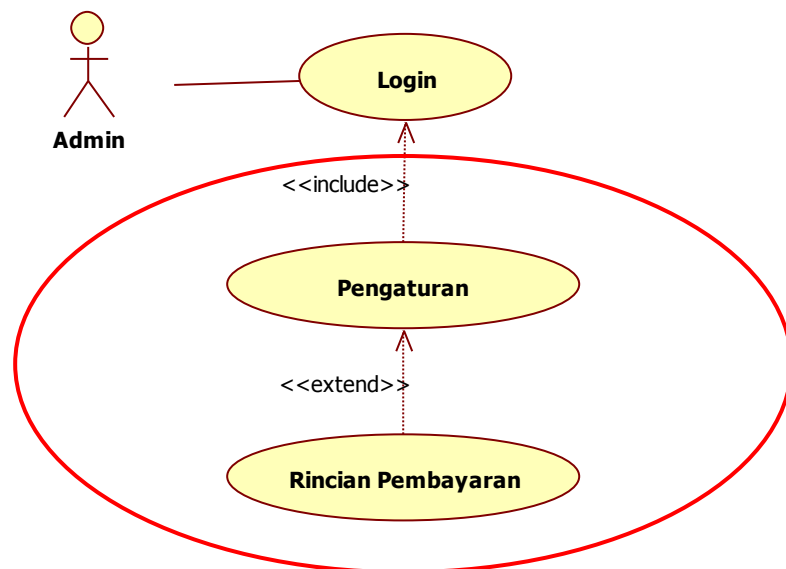 Login
Admin
<<include>>
Pengaturan
<<extend>>
Rincian Pembayaran